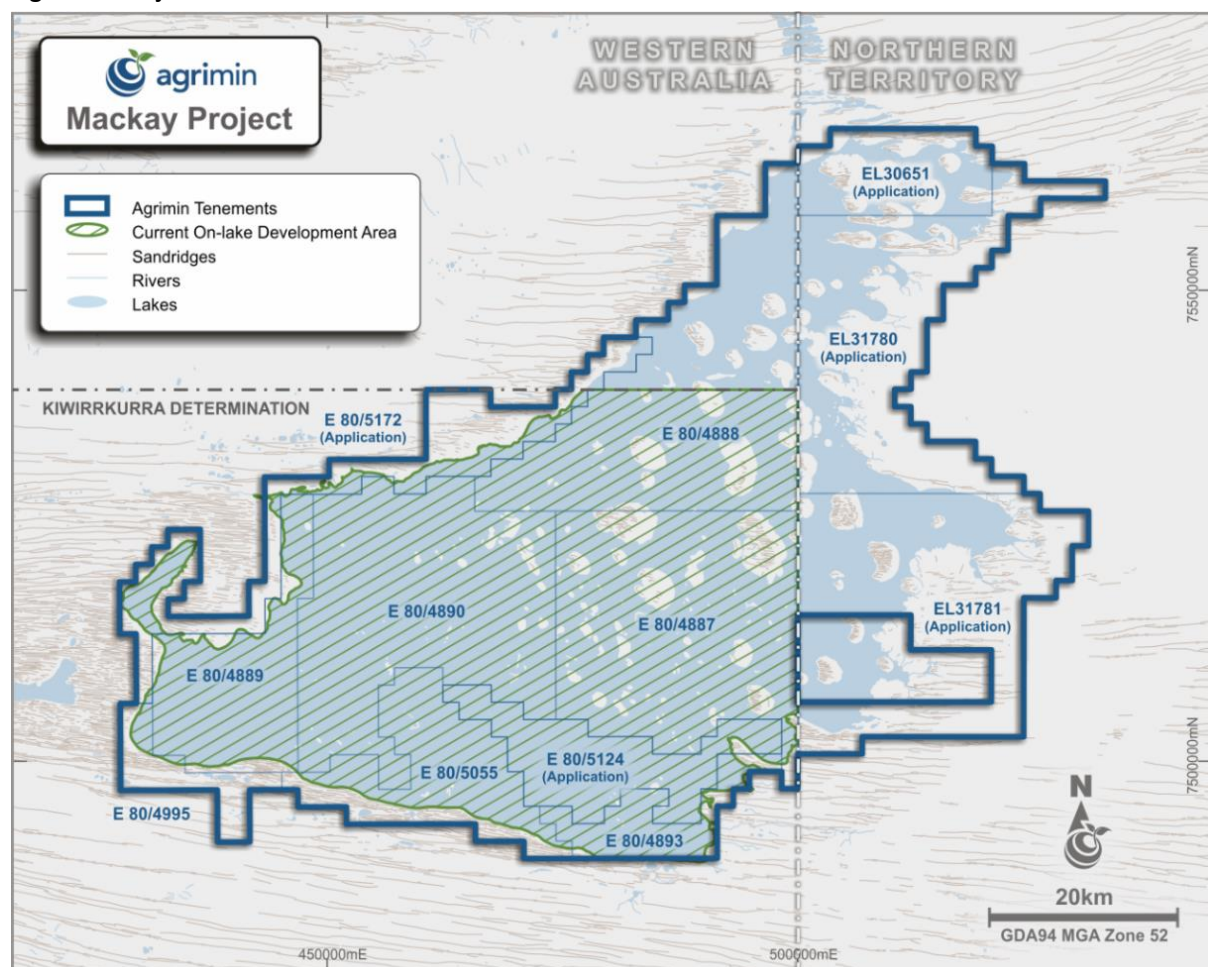 agrimin
Mackay Project
Agrimin Tenements
Current On-lake Development Area
Sandridges
Rivers
Lakes
WESTERN
AUSTRALIA
NORTHERN
TERRITORY
EL30651
(Application)
7550000mN
EL31780
(Application)
KIWIRRKURRA DETERMINATION
E 80/5172
(Application)
E 80/4888
E 80/4890
E 80/4887
EL31781
(Application)
E 80/4889
E 80/5055
E 80/5124
(Application)
7500000mN
E 80/4995
E 80/4893
N
20km
GDA94 MGA Zone 52
450000mE
500000mE